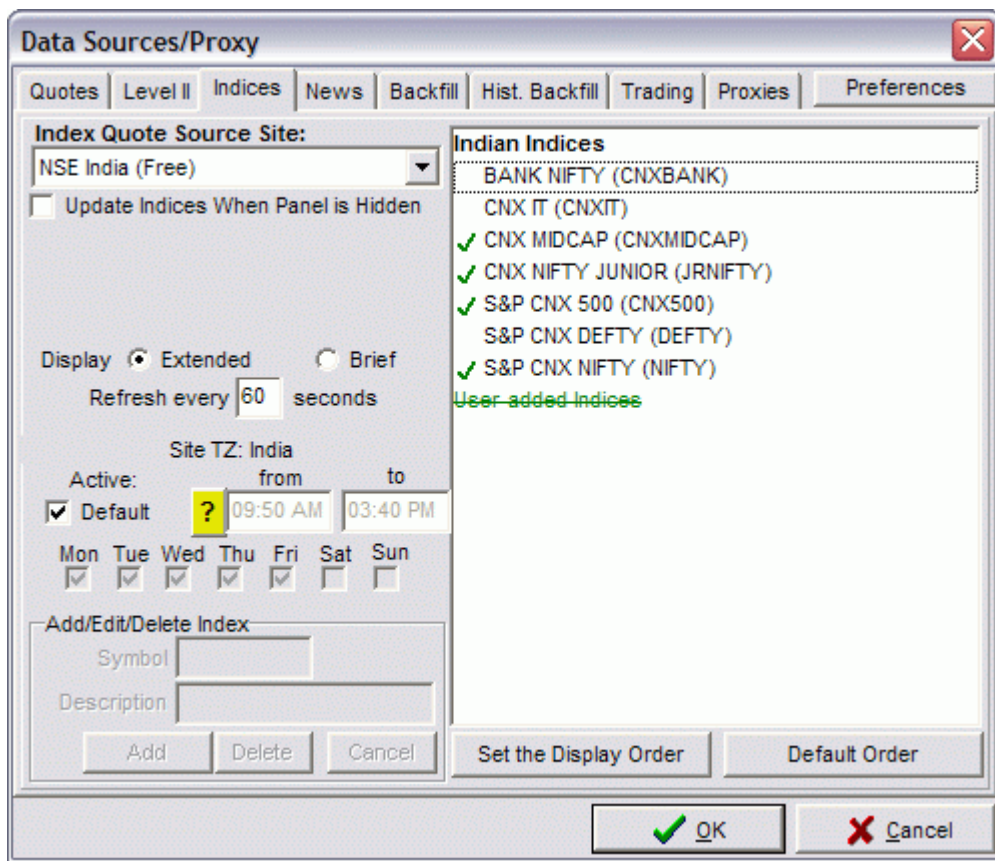 Data Sources/Proxy
Quotes Level II Indices News Backfill Hist. Backfill Trading Proxies Preferences
Index Quote Source Site:
NSE India (Free)
Update Indices When Panel is Hidden
Display Extended Brief
Refresh every 60 seconds
Site TZ: India
Active: from to
Default ? 09:50 AM 03:40 PM
Mon Tue Wed Thu Fri Sat Sun
Add/Edit/Delete Index
Symbol
Description
Add Delete Cancel
Indian Indices
BANK NIFTY (CNXBANK)
CNX IT (CNXIT)
CNX MIDCAP (CNXMIDCAP)
CNX NIFTY JUNIOR (JRNIFTY)
S&P CNX 500 (CNX500)
S&P CNX DEFTY (DEFTY)
S&P CNX NIFTY (NIFTY)
User-added Indices
Set the Display Order Default Order
OK Cancel